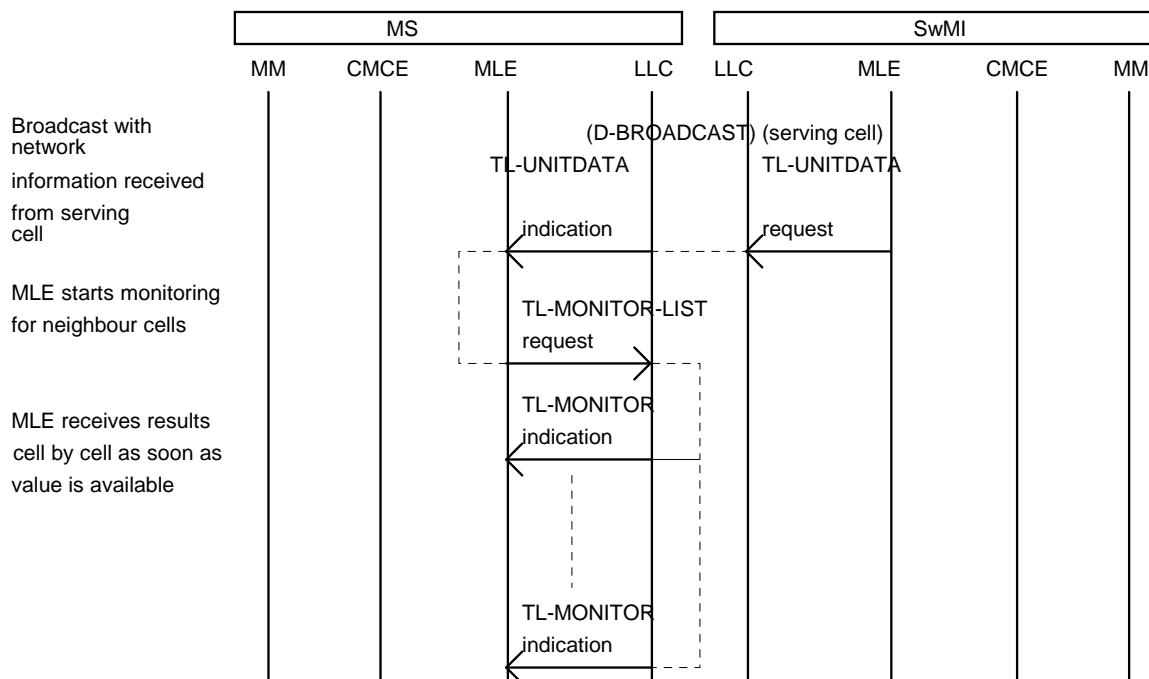 MS SwMI
MM CMCE MLE LLC LLC MLE CMCE MM
Broadcast with
network
information received
from serving
cell
(D-BROADCAST) (serving cell)
TL-UNITDATA TL-UNITDATA
indication request
MLE starts monitoring
for neighbour cells
TL-MONITOR-LIST
request
MLE receives results
cell by cell as soon as
value is available
TL-MONITOR
indication
TL-MONITOR
indication